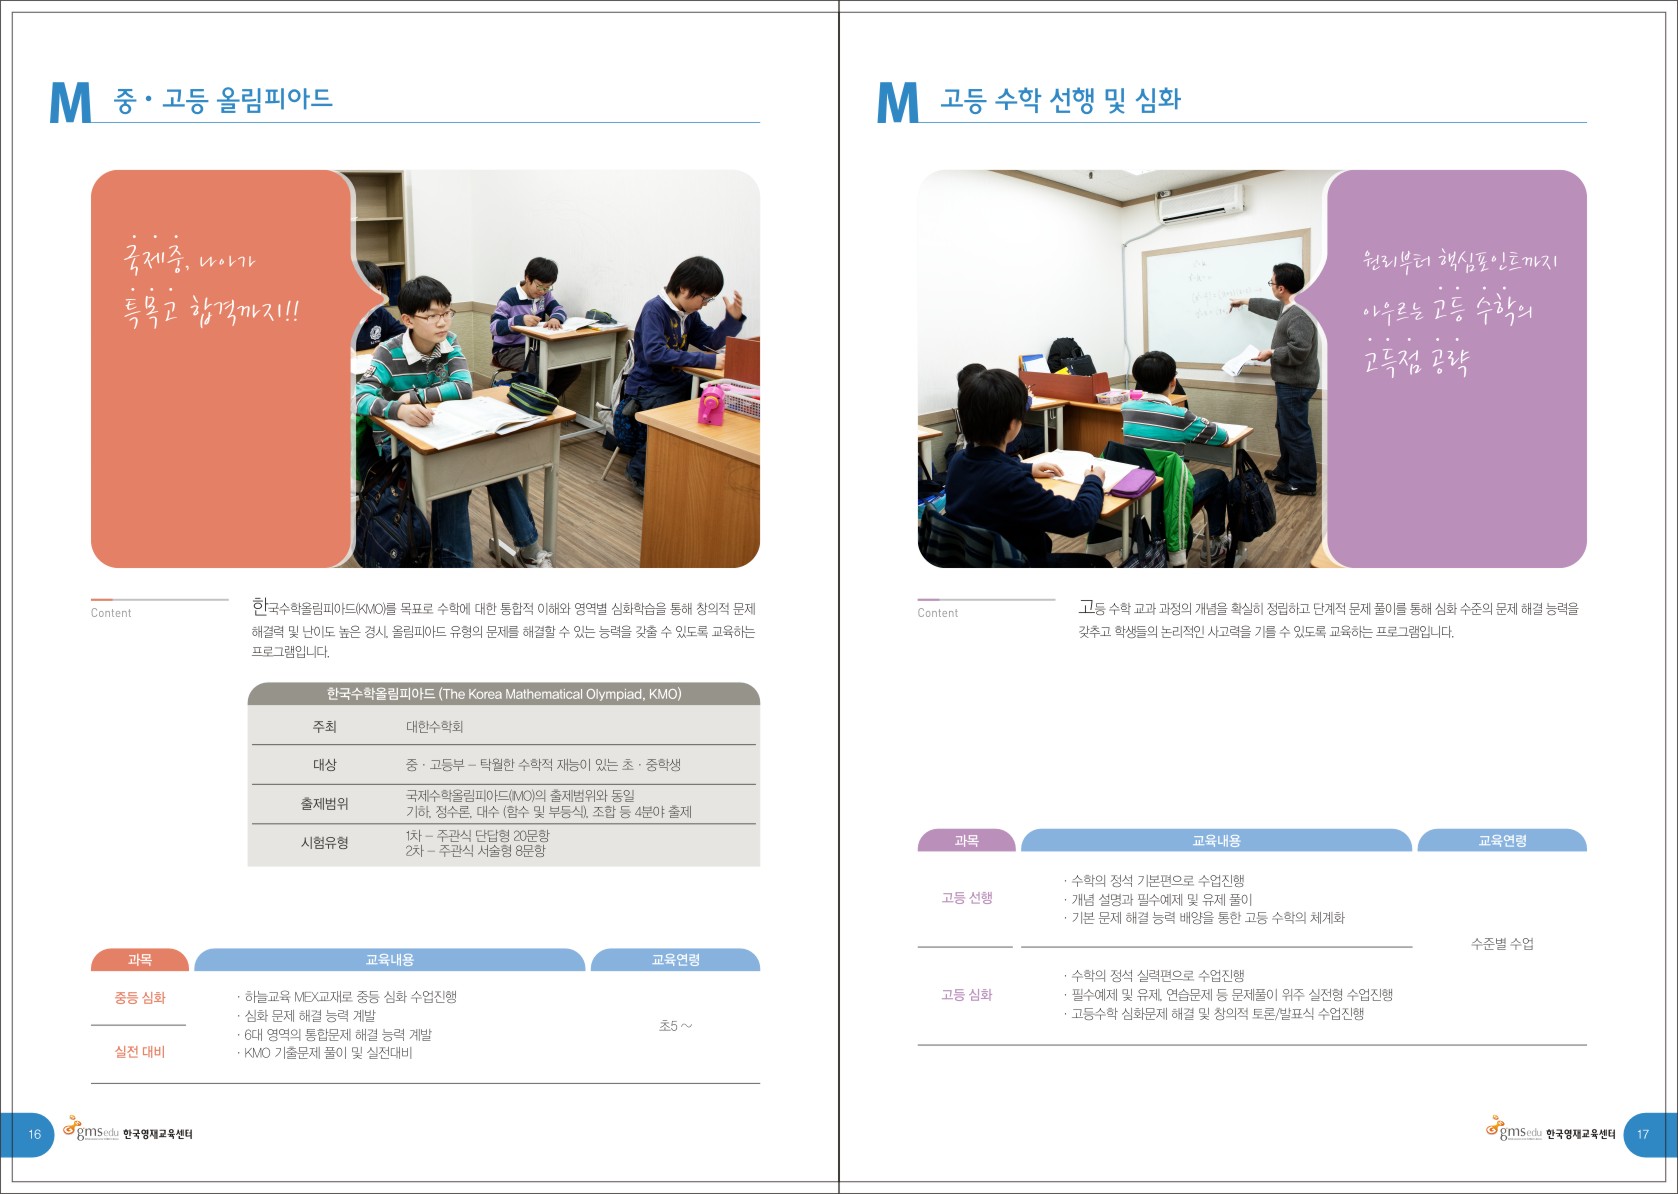 M 중 · 고등 올림피아드
국제중, 나아가
특목고 합격까지!!
Content
한국수학올림피아드(KMO)를 목표로 수학에 대한 통합적 이해와 영역별 심화학습을 통해 창의적 문제
해결력 및 난이도 높은 경시, 올림피아드 유형의 문제를 해결할 수 있는 능력을 갖출 수 있도록 교육하는
프로그램입니다.
한국수학올림피아드 (The Korea Mathematical Olympiad, KMO)
주최 대한수학회
대상 중 · 고등부 – 탁월한 수학적 재능이 있는 초 · 중학생
출제범위 국제수학올림피아드(IMO)의 출제범위와 동일
기하, 정수론, 대수 (함수 및 부등식), 조합 등 4분야 출제
시험유형 1차 – 주관식 단답형 20문항
2차 – 주관식 서술형 8문항
과목 교육내용 교육연령
중등 심화
실전 대비
· 하늘교육 MEX교재로 중등 심화 수업진행
· 심화 문제 해결 능력 계발
· 6대 영역의 통합문제 해결 능력 계발
· KMO 기출문제 풀이 및 실전대비
초5 ~
16 gmsedu 한국영재교육센터
M 고등 수학 선행 및 심화
원리부터 핵심포인트까지
아우르는 고등 수학의
고득점 공략
Content
고등 수학 교과 과정의 개념을 확실히 정립하고 단계적 문제 풀이를 통해 심화 수준의 문제 해결 능력을
갖추고 학생들의 논리적인 사고력을 기를 수 있도록 교육하는 프로그램입니다.
과목 교육내용 교육연령
고등 선행
· 수학의 정석 기본편으로 수업진행
· 개념 설명과 필수예제 및 유제 풀이
· 기본 문제 해결 능력 배양을 통한 고등 수학의 체계화
수준별 수업
고등 심화
· 수학의 정석 실력편으로 수업진행
· 필수예제 및 유제, 연습문제 등 문제풀이 위주 실전형 수업진행
· 고등수학 심화문제 해결 및 창의적 토론/발표식 수업진행
gmsedu 한국영재교육센터 17